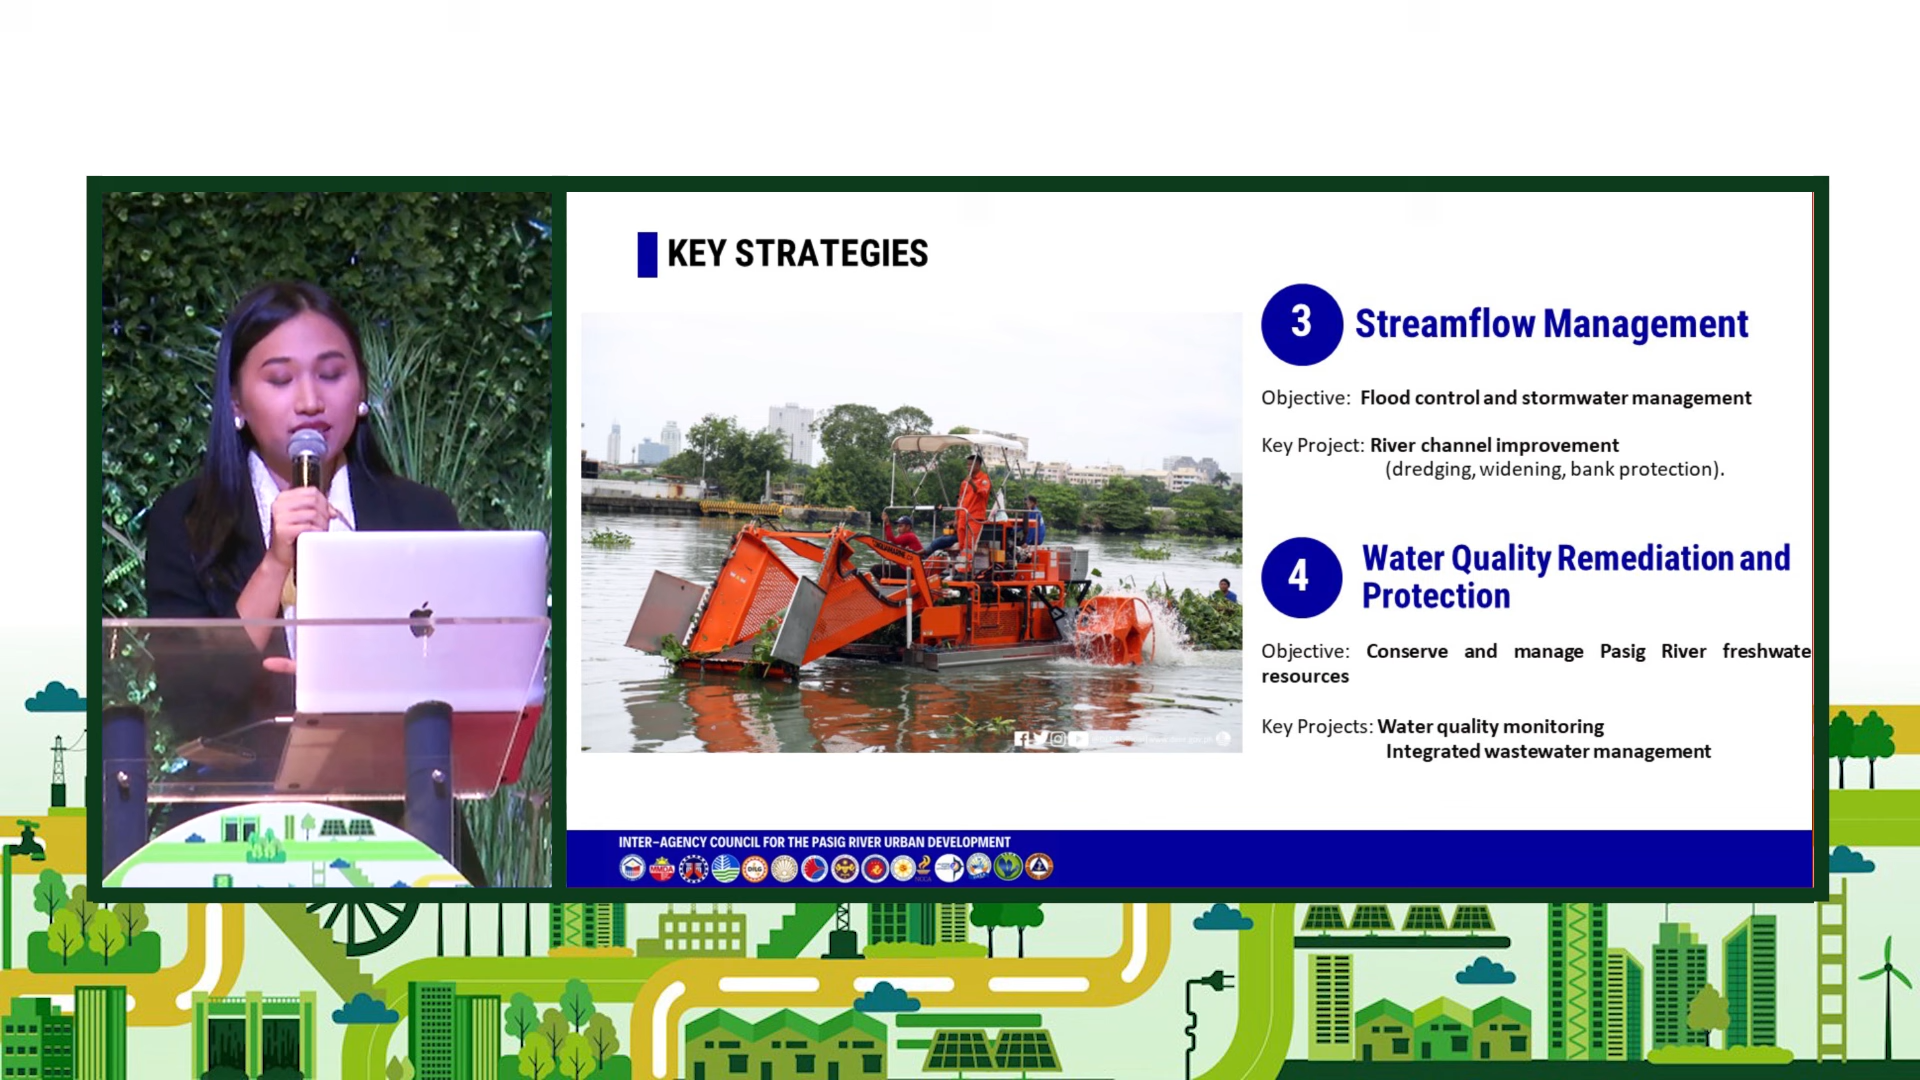 KEY STRATEGIES
3
Streamflow Management
Objective: Flood control and stormwater management
Key Project: River channel improvement
(dredging, widening, bank protection).
4
Water Quality Remediation and
Protection
Objective: Conserve and manage Pasig River freshwate
resources
Key Projects: Water quality monitoring
Integrated wastewater management
INTER-AGENCY COUNCIL FOR THE PASIG RIVER URBAN DEVELOPMENT
MMDA
DILG